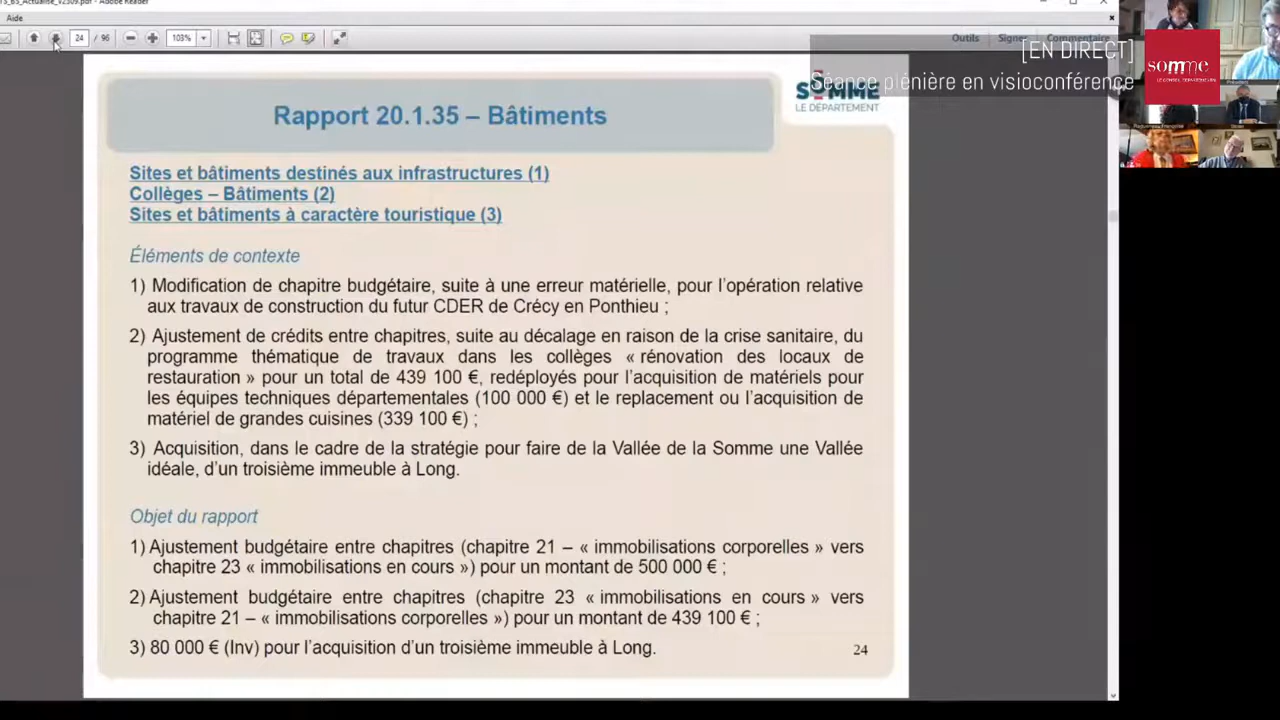 TS_BS_Actualisé_V2309.pdf - Adobe Reader
Aide
24 / 96
103%
Outils
Signer
Commentaire
[EN DIRECT]
Séance plénière en visioconférence
somme
LE CONSEIL DÉPARTEMENTAL
SOMME
LE DÉPARTEMENT
Rapport 20.1.35 – Bâtiments
Sites et bâtiments destinés aux infrastructures (1)
Collèges – Bâtiments (2)
Sites et bâtiments à caractère touristique (3)
Éléments de contexte
1) Modification de chapitre budgétaire, suite à une erreur matérielle, pour l’opération relative
aux travaux de construction du futur CDER de Crécy en Ponthieu ;
2) Ajustement de crédits entre chapitres, suite au décalage en raison de la crise sanitaire, du
programme thématique de travaux dans les collèges « rénovation des locaux de
restauration » pour un total de 439 100 €, redéployés pour l’acquisition de matériels pour
les équipes techniques départementales (100 000 €) et le replacement ou l’acquisition de
matériel de grandes cuisines (339 100 €) ;
3) Acquisition, dans le cadre de la stratégie pour faire de la Vallée de la Somme une Vallée
idéale, d’un troisième immeuble à Long.
Objet du rapport
1) Ajustement budgétaire entre chapitres (chapitre 21 – « immobilisations corporelles » vers
chapitre 23 « immobilisations en cours ») pour un montant de 500 000 € ;
2) Ajustement budgétaire entre chapitres (chapitre 23 « immobilisations en cours » vers
chapitre 21 – « immobilisations corporelles ») pour un montant de 439 100 € ;
3) 80 000 € (Inv) pour l’acquisition d’un troisième immeuble à Long.
24